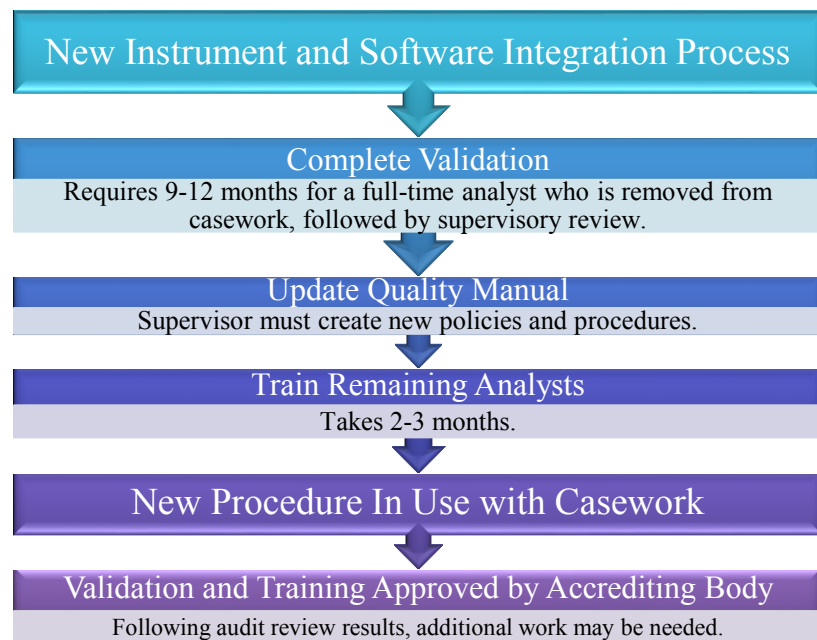 New Instrument and Software Integration Process
Complete Validation
Requires 9-12 months for a full-time analyst who is removed from
casework, followed by supervisory review.
Update Quality Manual
Supervisor must create new policies and procedures.
Train Remaining Analysts
Takes 2-3 months.
New Procedure In Use with Casework
Validation and Training Approved by Accrediting Body
Following audit review results, additional work may be needed.